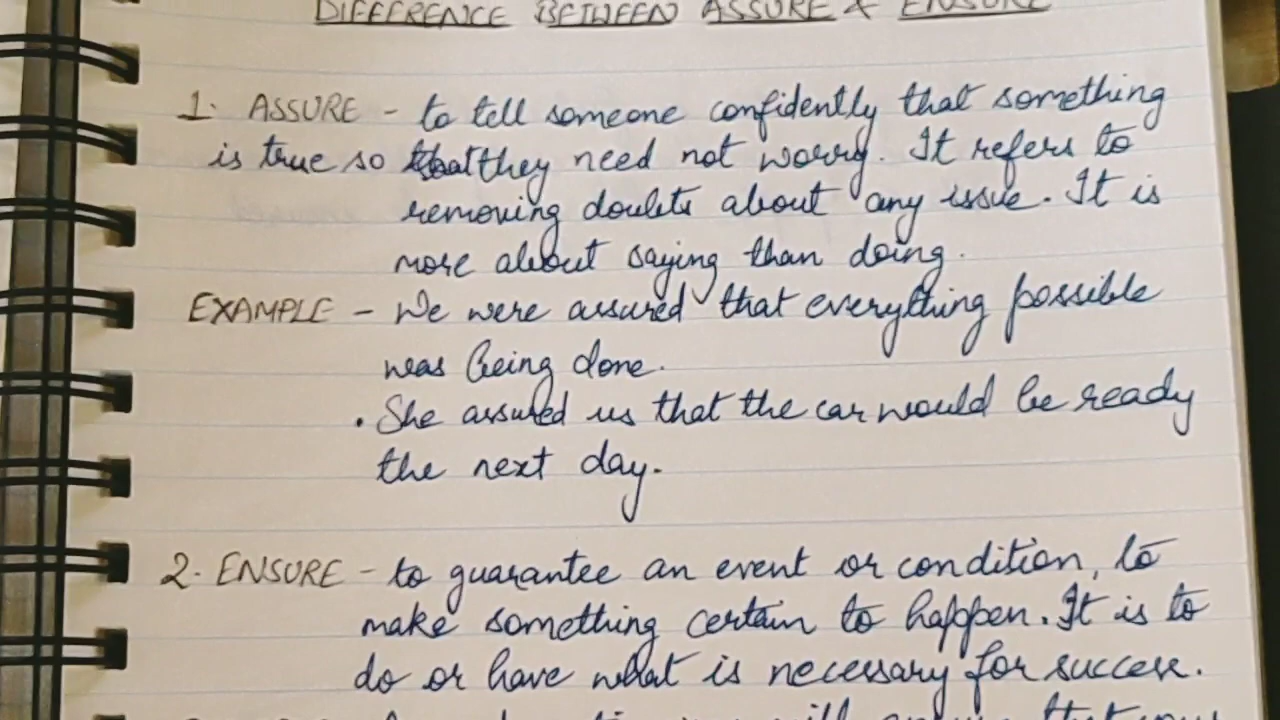 DIFFERENCE BETWEEN ASSURE & ENSURE
1. ASSURE - to tell someone confidently that something
is true so that they need not worry. It refers to
removing doubts about any issue. It is
more about saying than doing.
EXAMPLE - We were assured that everything possible
was being done.
. She assured us that the car would be ready
the next day.
2. ENSURE - to guarantee an event or condition, to
make something certain to happen. It is to
do or have what is necessary for success.
will ensure that your